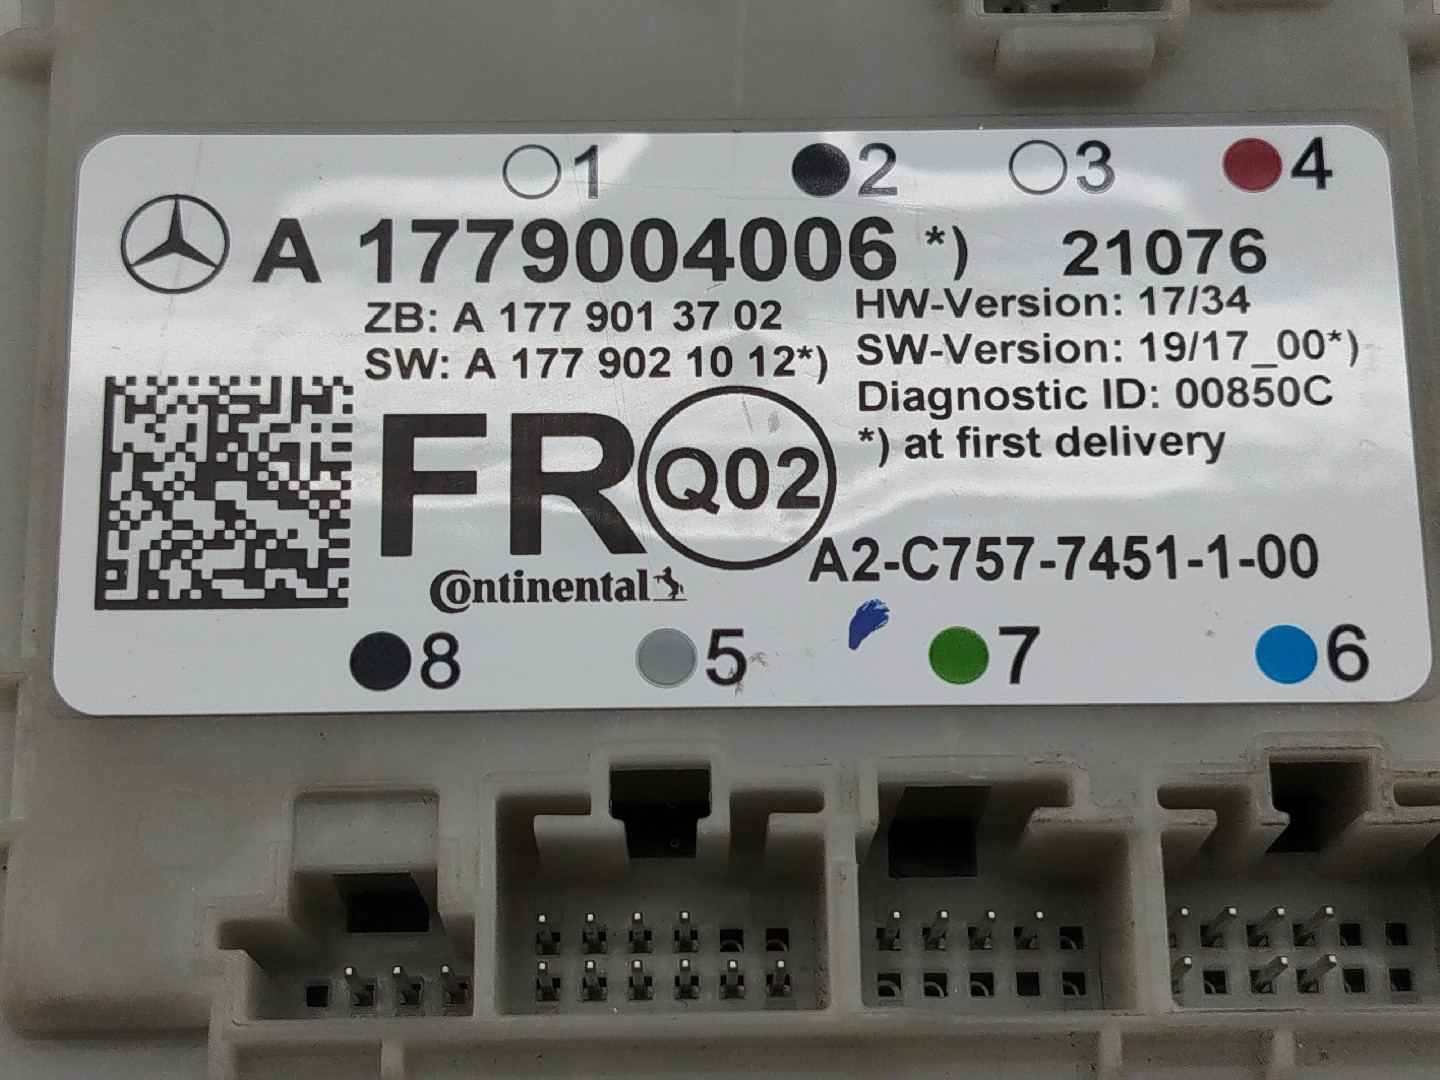 1 2 3 4
A 1779004006 *) 21076
ZB: A 177 901 37 02
HW-Version: 17/34
SW: A 177 902 10 12*)
SW-Version: 19/17_00*)
Diagnostic ID: 00850C
*) at first delivery
FR Q02
A2-C757-7451-1-00
Continental
8 5 7 6